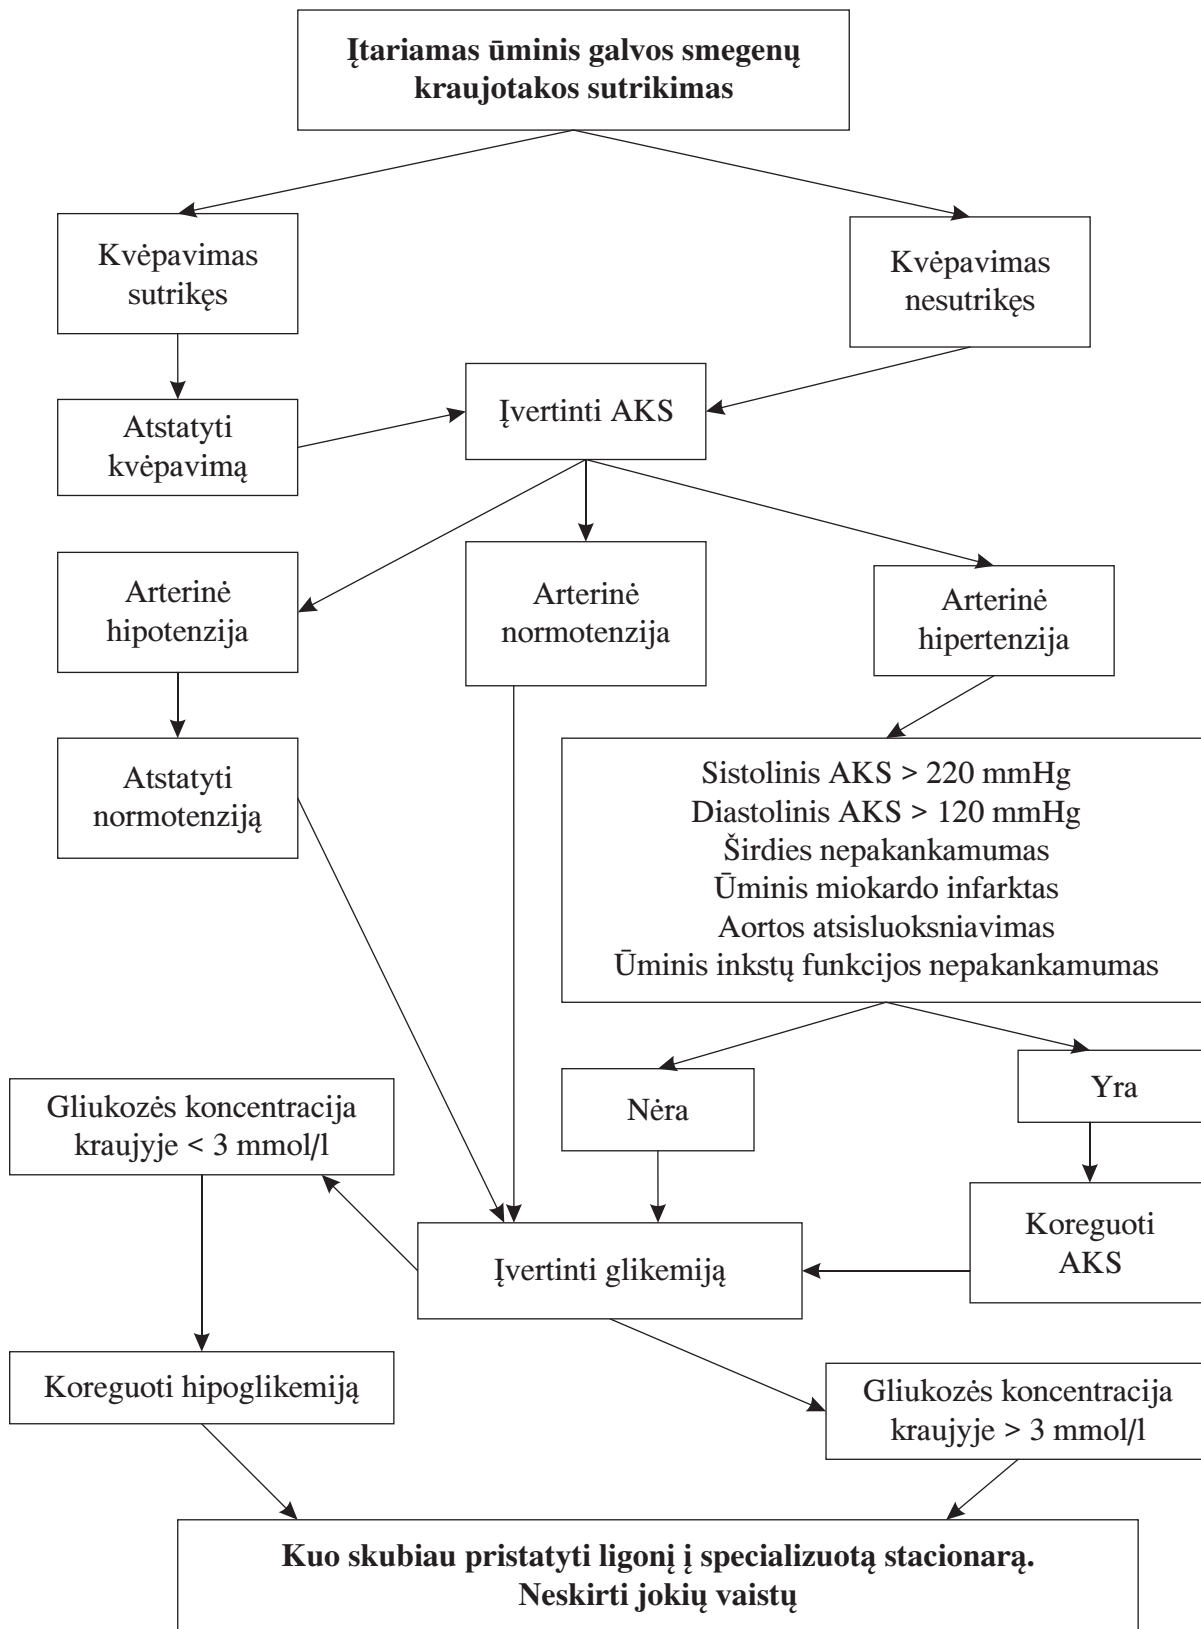 Įtariamas ūminis galvos smegenų
kraujotakos sutrikimas
Kvėpavimas
sutrikęs
Kvėpavimas
nesutrikęs
Atstatyti
kvėpavimą
Įvertinti AKS
Arterinė
hipotenzija
Arterinė
normotenzija
Arterinė
hipertenzija
Atstatyti
normotenziją
Sistolinis AKS > 220 mmHg
Diastolinis AKS > 120 mmHg
Širdies nepakankamumas
Ūminis miokardo infarktas
Aortos atsisluoksniavimas
Ūminis inkstų funkcijos nepakankamumas
Nėra
Yra
Gliukozės koncentracija
kraujyje < 3 mmol/l
Įvertinti glikemiją
Koreguoti
AKS
Koreguoti hipoglikemiją
Gliukozės koncentracija
kraujyje > 3 mmol/l
Kuo skubiau pristatyti ligonį į specializuotą stacionarą.
Neskirti jokių vaistų